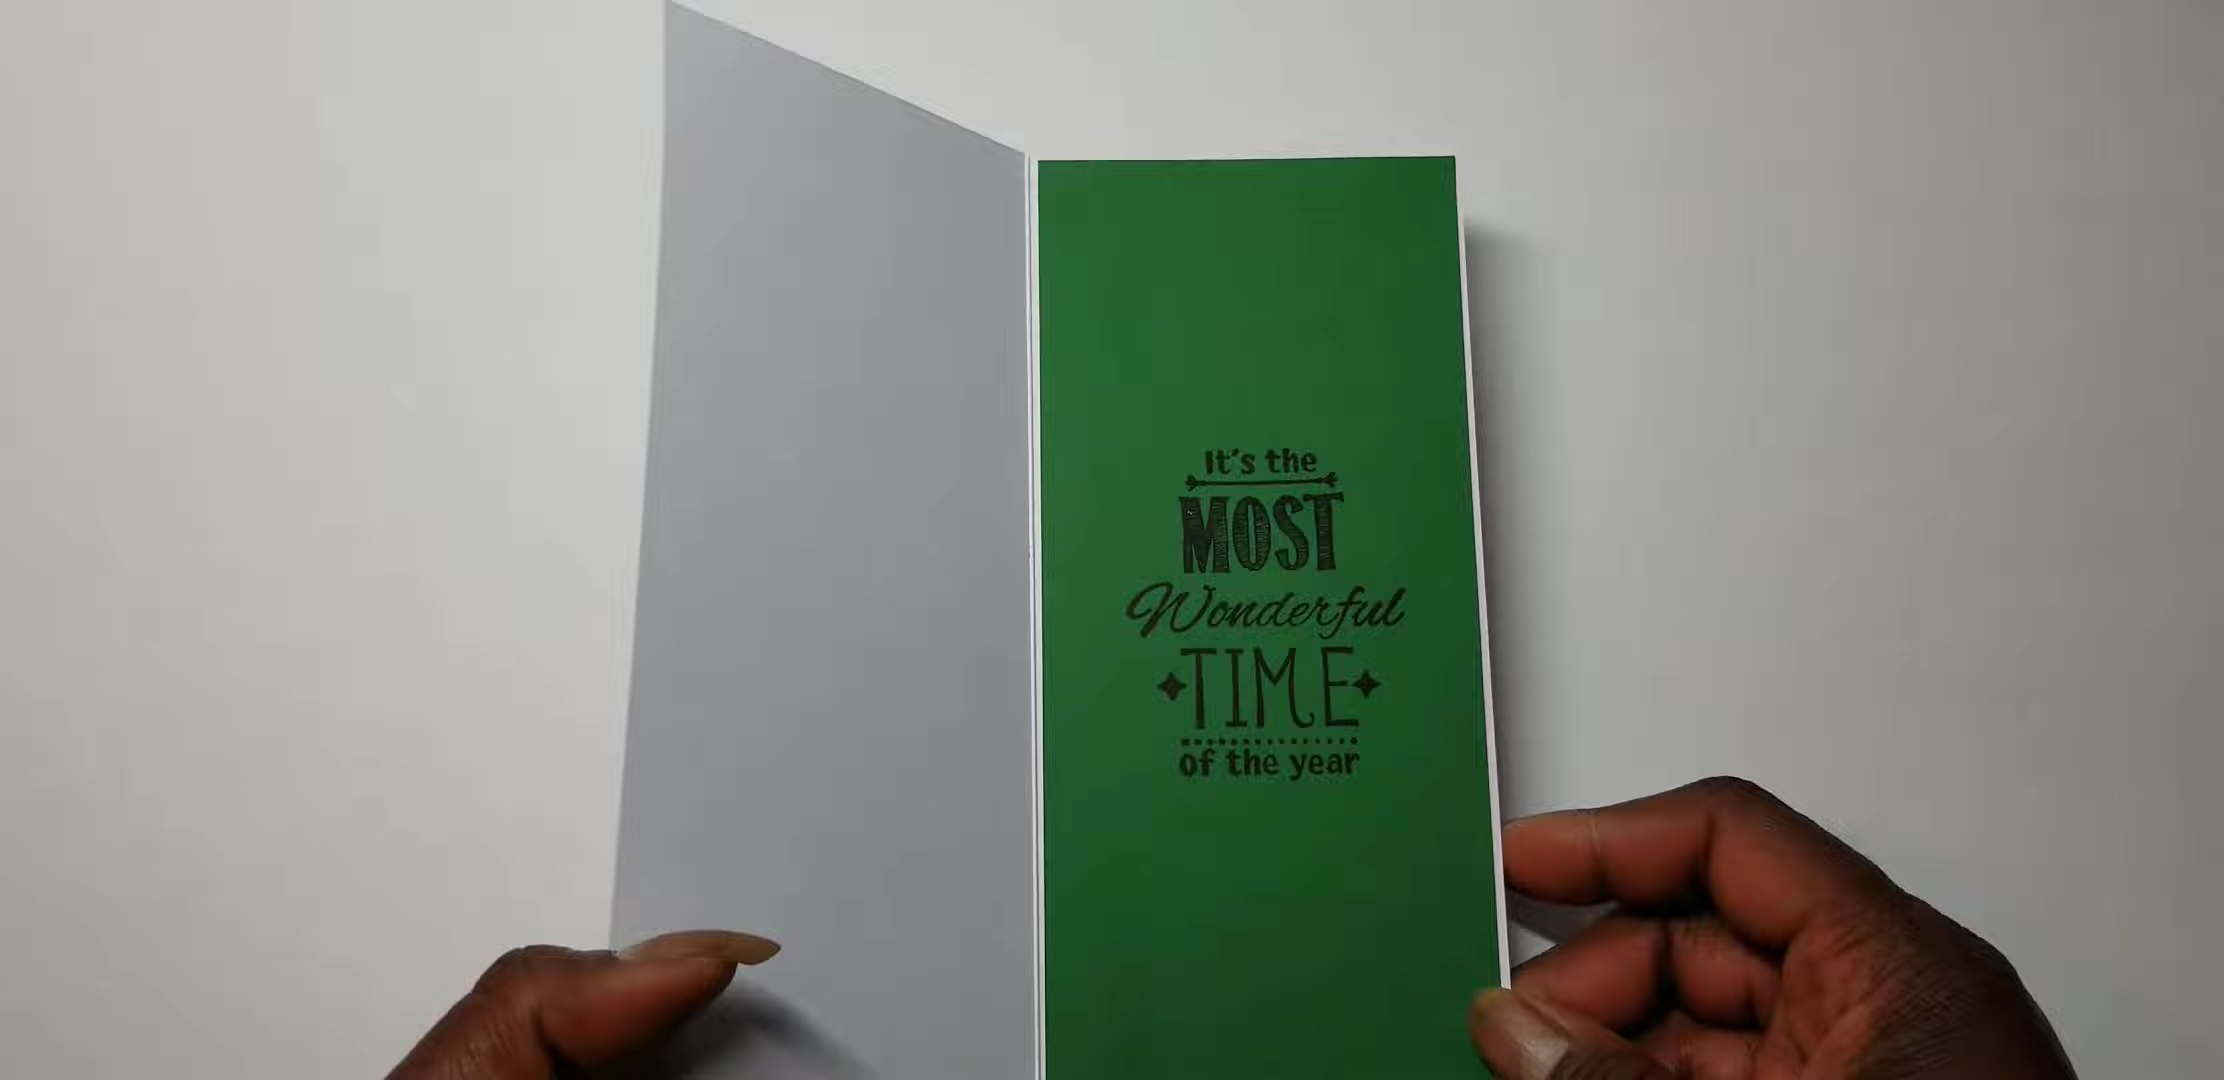 It's the
MOST
Wonderful
TIME
of the year